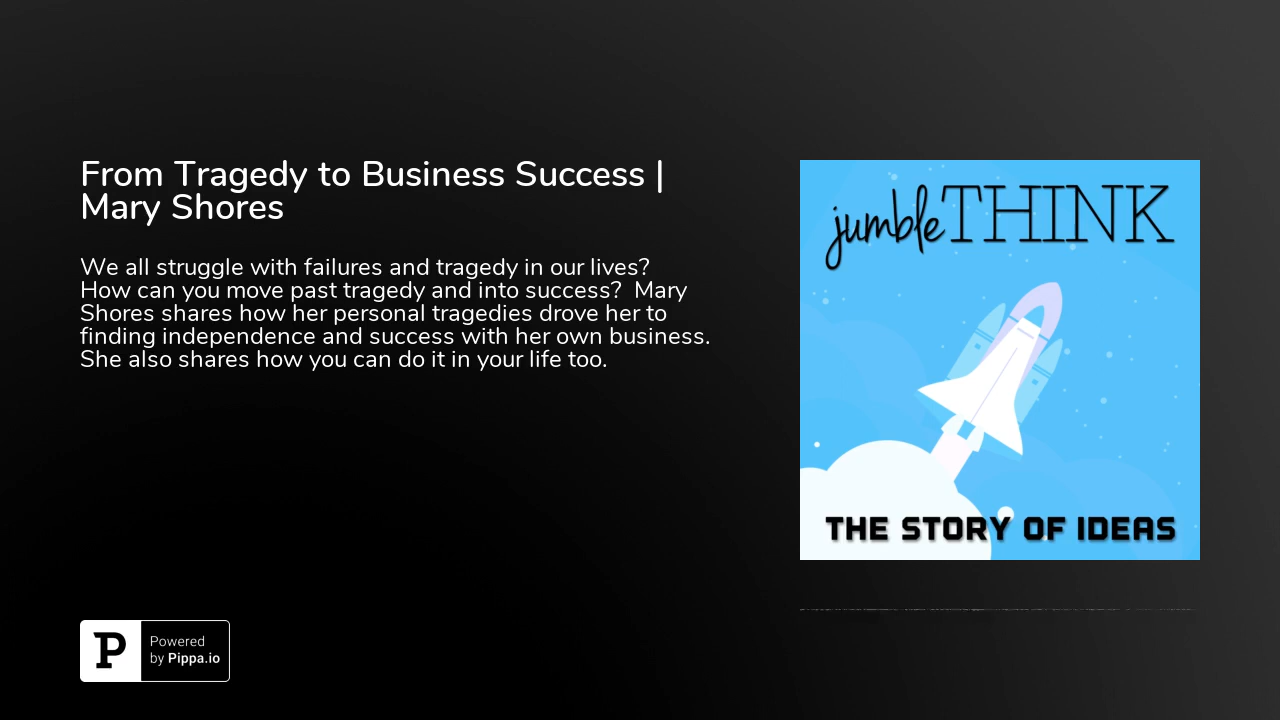 From Tragedy to Business Success |
Mary Shores
We all struggle with failures and tragedy in our lives?
How can you move past tragedy and into success?  Mary
Shores shares how her personal tragedies drove her to
finding independence and success with her own business.
She also shares how you can do it in your life too.
jumbleTHINK
THE STORY OF IDEAS
P
Powered
by Pippa.io